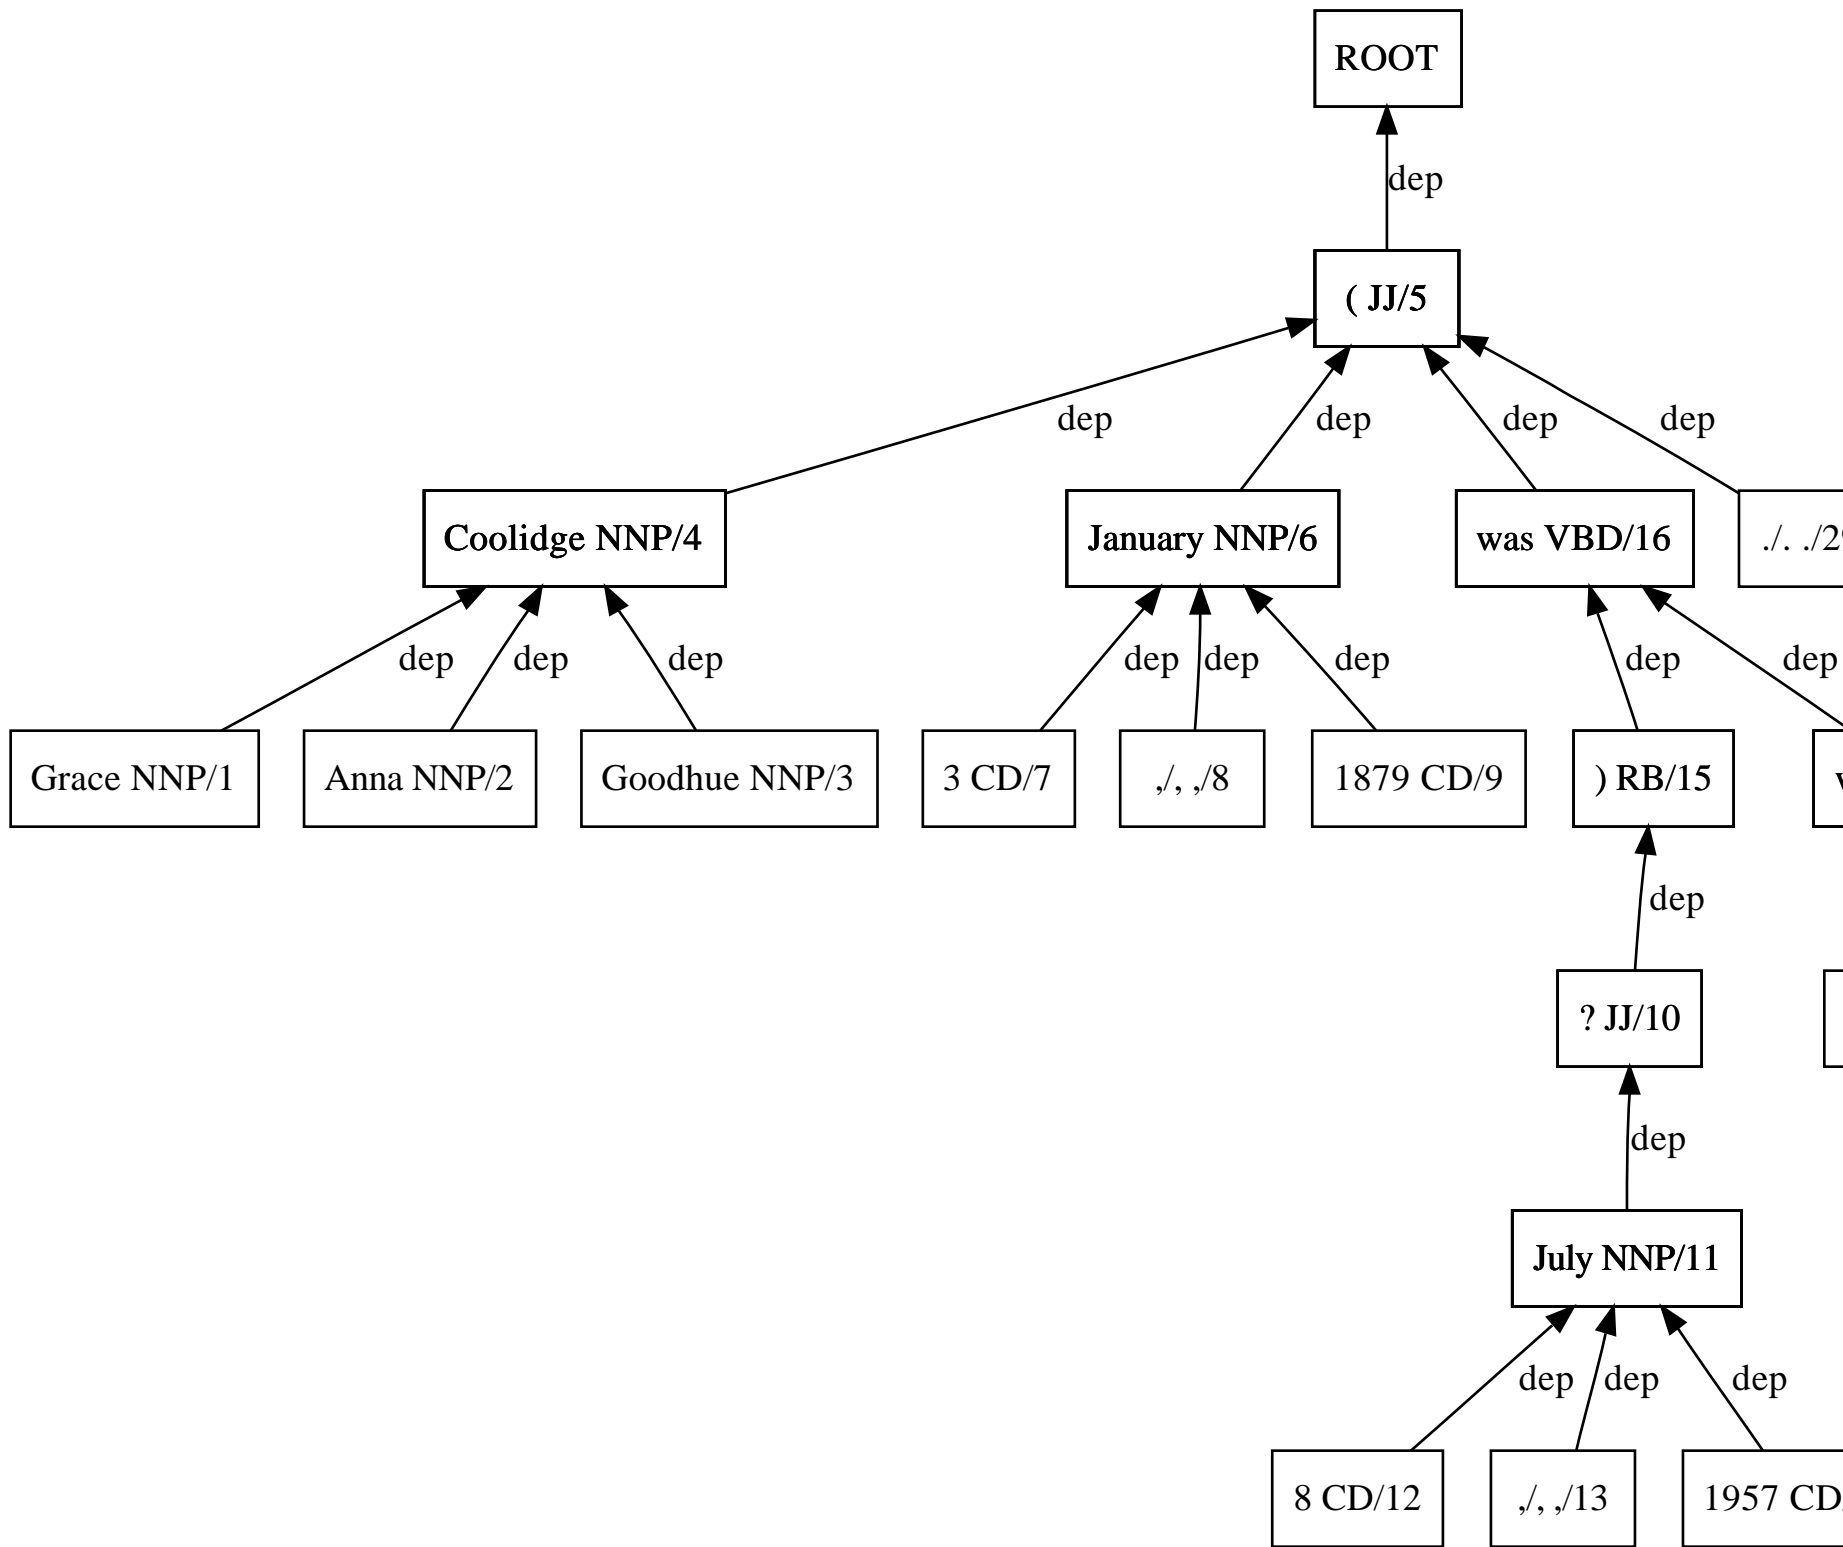 ROOT
dep
( JJ/5
dep dep dep dep
Coolidge NNP/4 January NNP/6 was VBD/16 ./. ./29
dep dep dep dep dep dep dep dep
Grace NNP/1 Anna NNP/2 Goodhue NNP/3 3 CD/7 ,/, ,/8 1879 CD/9 ) RB/15
dep
? JJ/10
dep
July NNP/11
dep dep dep
8 CD/12 ,/, ,/13 1957 CD